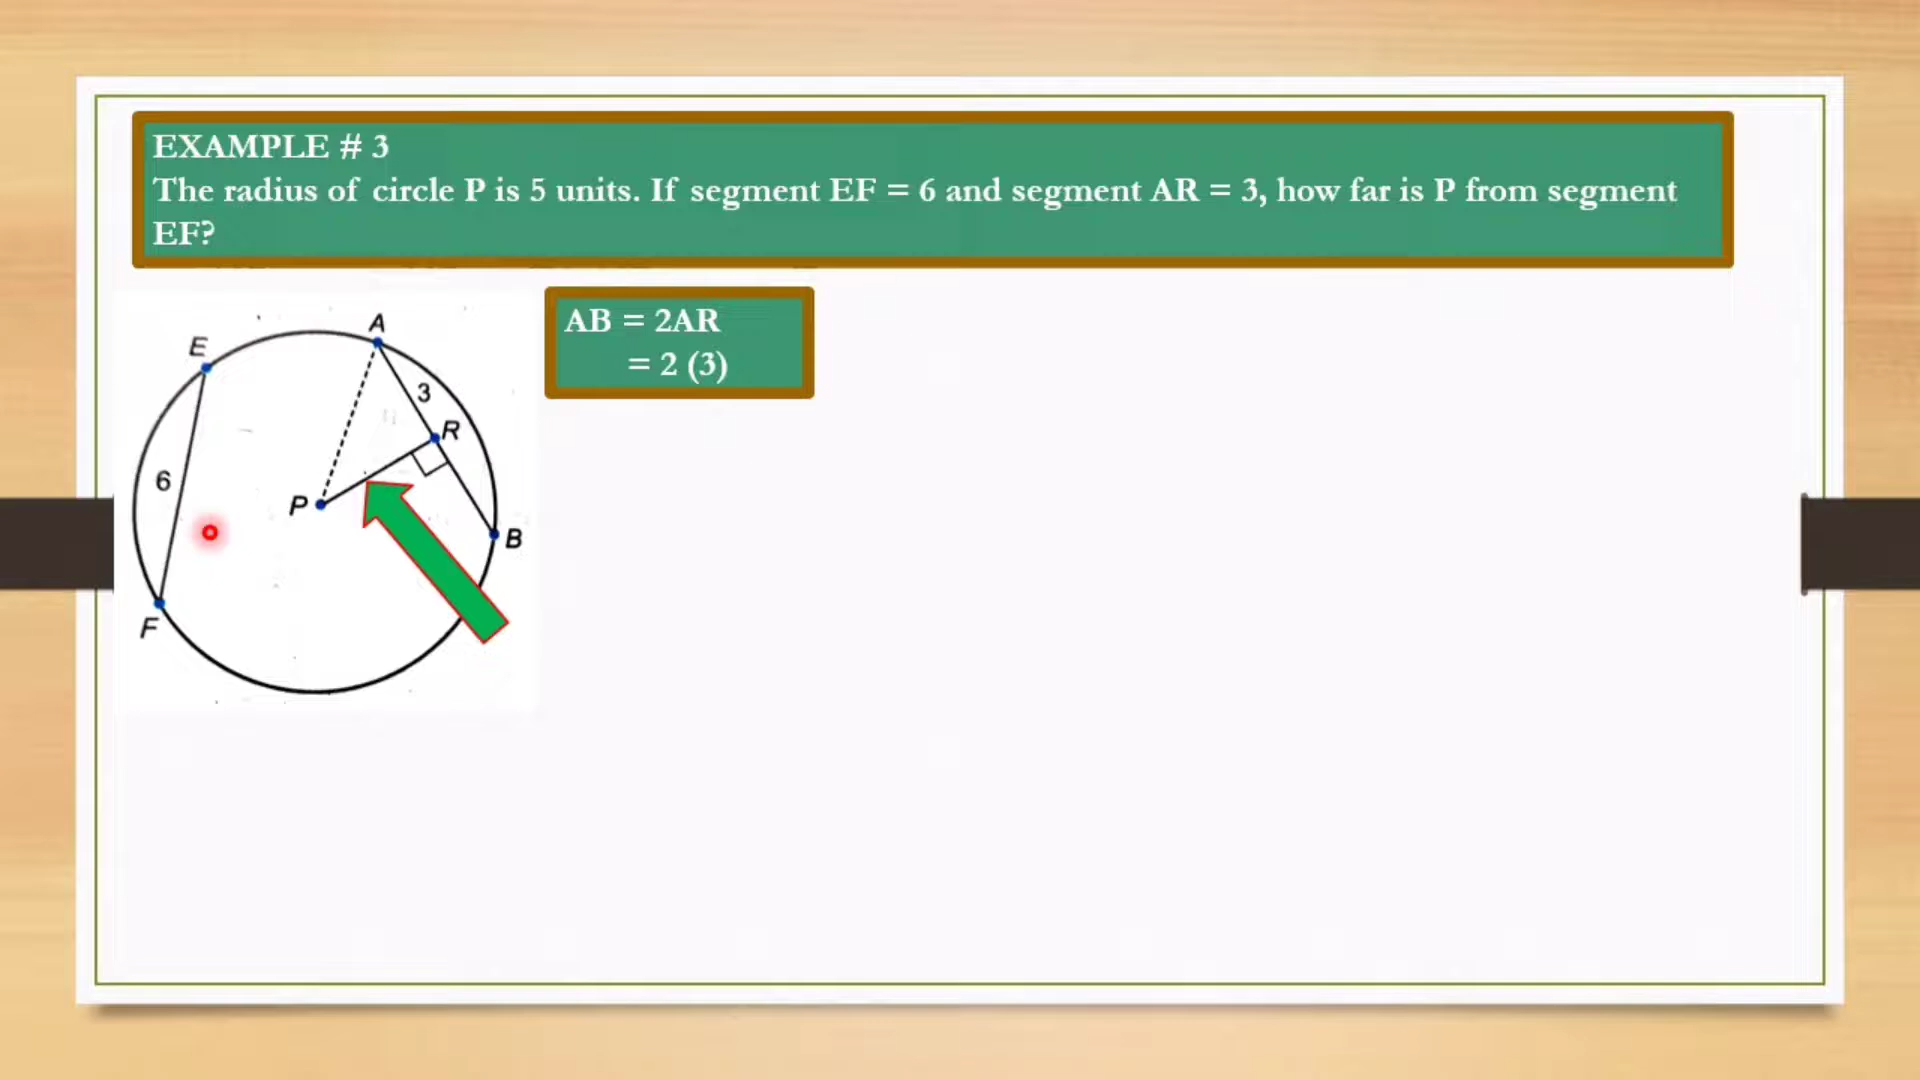 EXAMPLE # 3
The radius of circle P is 5 units. If segment EF = 6 and segment AR = 3, how far is P from segment
EF?
AB = 2AR
= 2 (3)
A
E
3
R
6
P
B
F